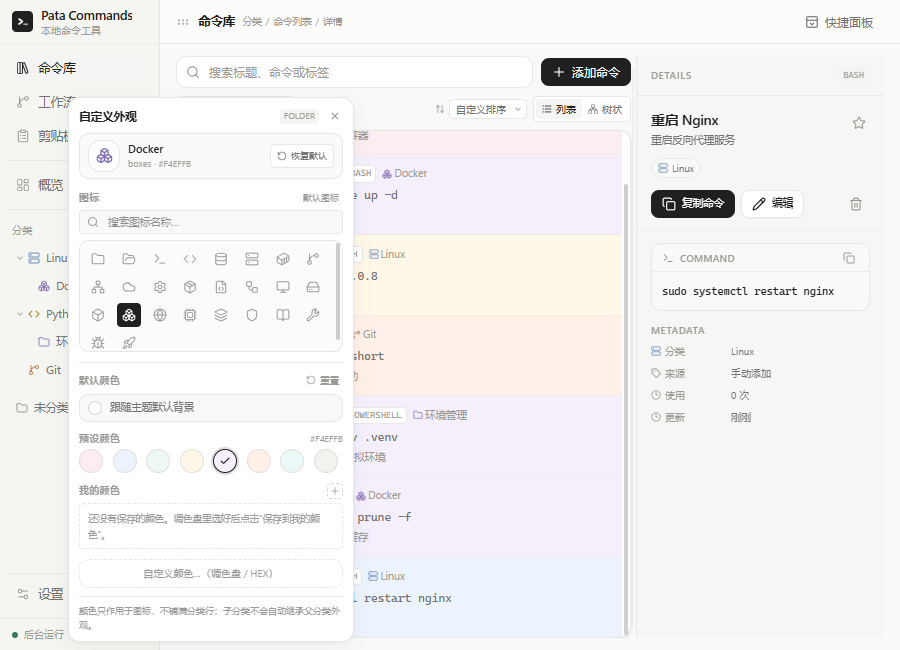 Pata Commands
本地命令工具
命令库
分类 / 命令列表 / 详情
快捷面板
命令库
工作流
剪贴板
概览
分类
Linux
Python
Git
未分类
设置
后台运行
自定义外观
FOLDER
Docker
boxes · #F4EFFB
恢复默认
图标
默认图标
搜索图标名称...
默认颜色
重置
跟随主题默认背景
预设颜色
#F4EFFB
我的颜色
还没有保存的颜色。调色盘里选好后点击“保存到我的颜
色”。
自定义颜色...（调色盘 / HEX）
颜色只作用于图标、不铺满分类行；子分类不会自动继承父分类外
观。
搜索标题、命令或标签
添加命令
自定义排序
列表
树状
容器
BASH
Docker
e up -d
Linux
.0.8
Git
short
OWERSHELL
环境管理
v .venv
拟环境
Docker
prune -f
缓存
Linux
restart nginx
DETAILS
BASH
重启 Nginx
重启反向代理服务
Linux
复制命令
编辑
COMMAND
sudo systemctl restart nginx
METADATA
分类
Linux
来源
手动添加
使用
0 次
更新
刚刚